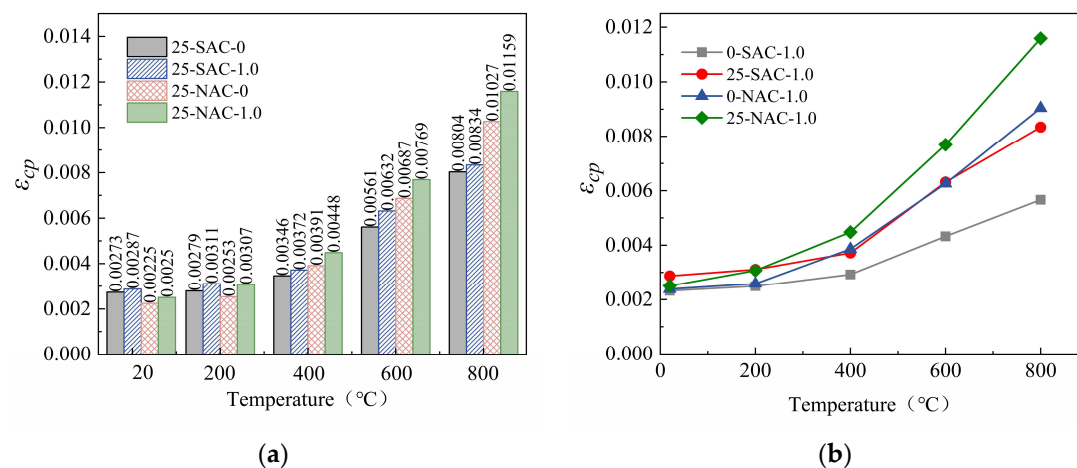 0.014
0.012
0.010
0.008
0.006
0.004
0.002
0.000
ε_cp
25-SAC-0
25-SAC-1.0
25-NAC-0
25-NAC-1.0
0.00273
0.00287
0.00225
0.0025
0.00279
0.00311
0.00253
0.00307
0.00346
0.00372
0.00391
0.00448
0.00561
0.00632
0.00687
0.00769
0.00804
0.00834
0.01027
0.01159
20 200 400 600 800
Temperature（℃）
(a)
0.012
0.010
0.008
0.006
0.004
0.002
0.000
ε_cp
0-SAC-1.0
25-SAC-1.0
0-NAC-1.0
25-NAC-1.0
0 200 400 600 800
Temperature（℃）
(b)